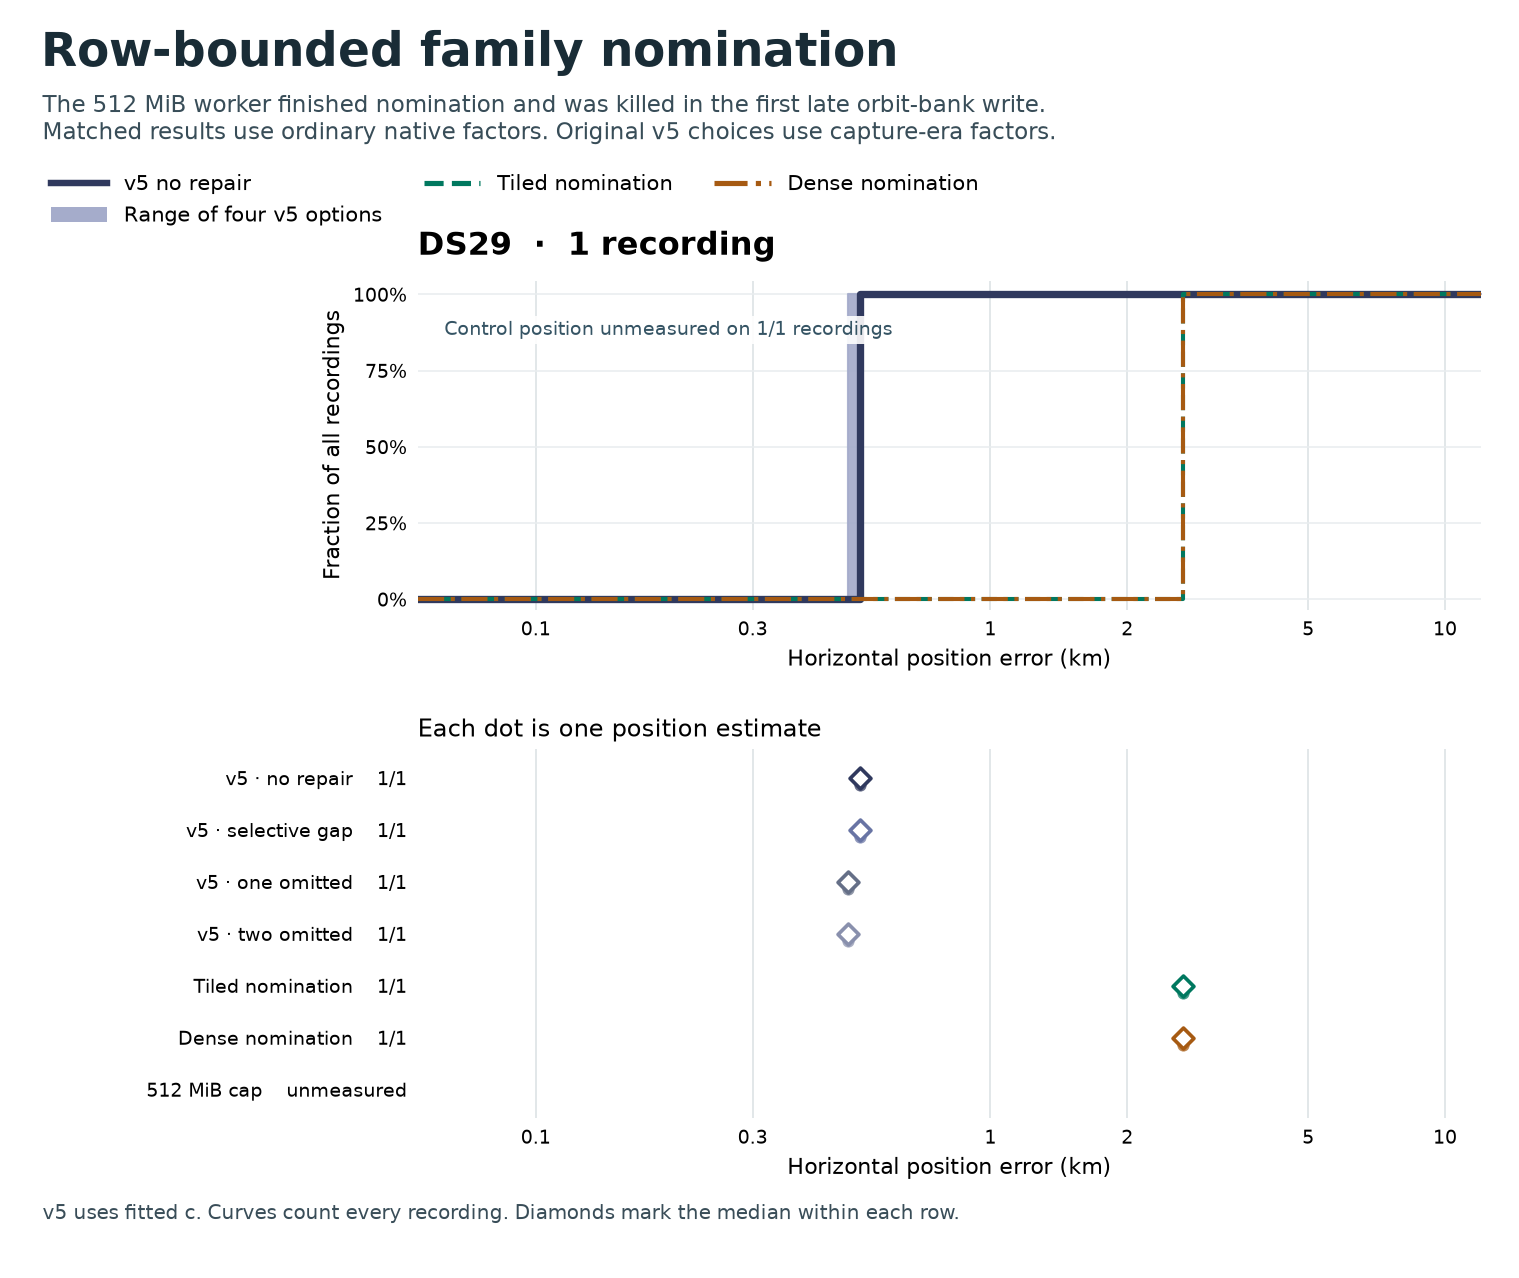 Row-bounded family nomination
The 512 MiB worker finished nomination and was killed in the first late orbit-bank write.
Matched results use ordinary native factors. Original v5 choices use capture-era factors.
v5 no repair
Tiled nomination
Dense nomination
Range of four v5 options
DS29 · 1 recording
100%
Control position unmeasured on 1/1 recordings
75%
50%
25%
0%
Fraction of all recordings
0.1 0.3 1 2 5 10
Horizontal position error (km)
Each dot is one position estimate
v5 · no repair 1/1
v5 · selective gap 1/1
v5 · one omitted 1/1
v5 · two omitted 1/1
Tiled nomination 1/1
Dense nomination 1/1
512 MiB cap unmeasured
0.1 0.3 1 2 5 10
Horizontal position error (km)
v5 uses fitted c. Curves count every recording. Diamonds mark the median within each row.